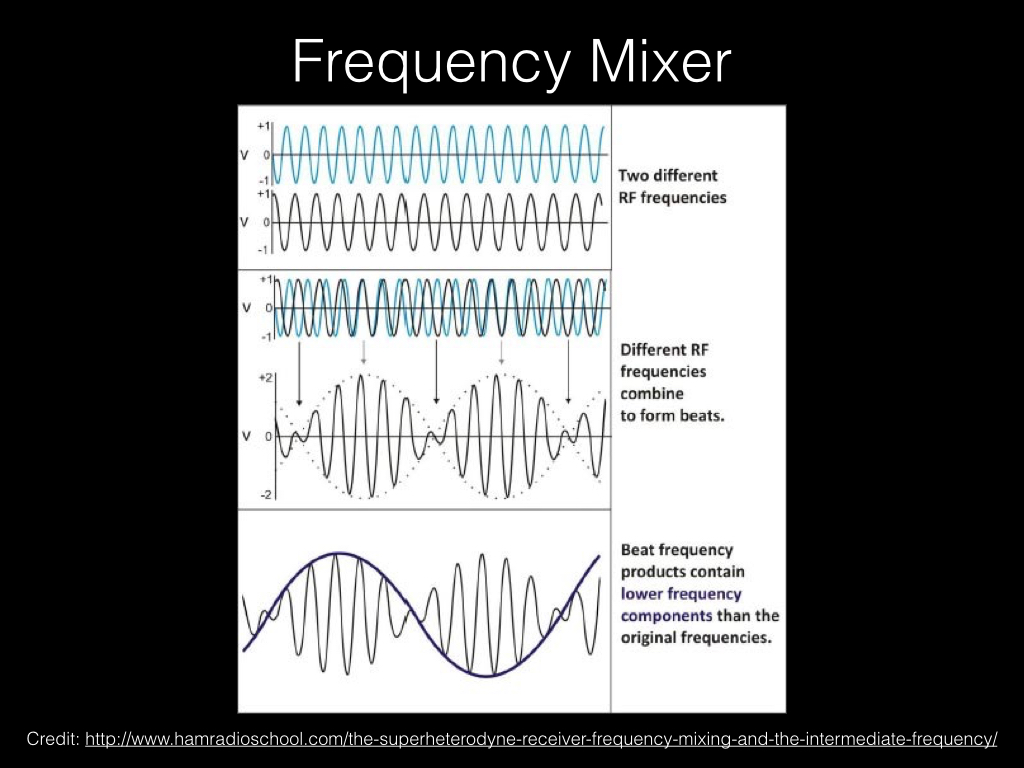 Frequency Mixer
+1
V 0
-1
+1
V 0
-1
Two different
RF frequencies
+1
V 0
-1
+2
V 0
-2
Different RF
frequencies
combine
to form beats.
Beat frequency
products contain
lower frequency
components than the
original frequencies.
Credit: http://www.hamradioschool.com/the-superheterodyne-receiver-frequency-mixing-and-the-intermediate-frequency/